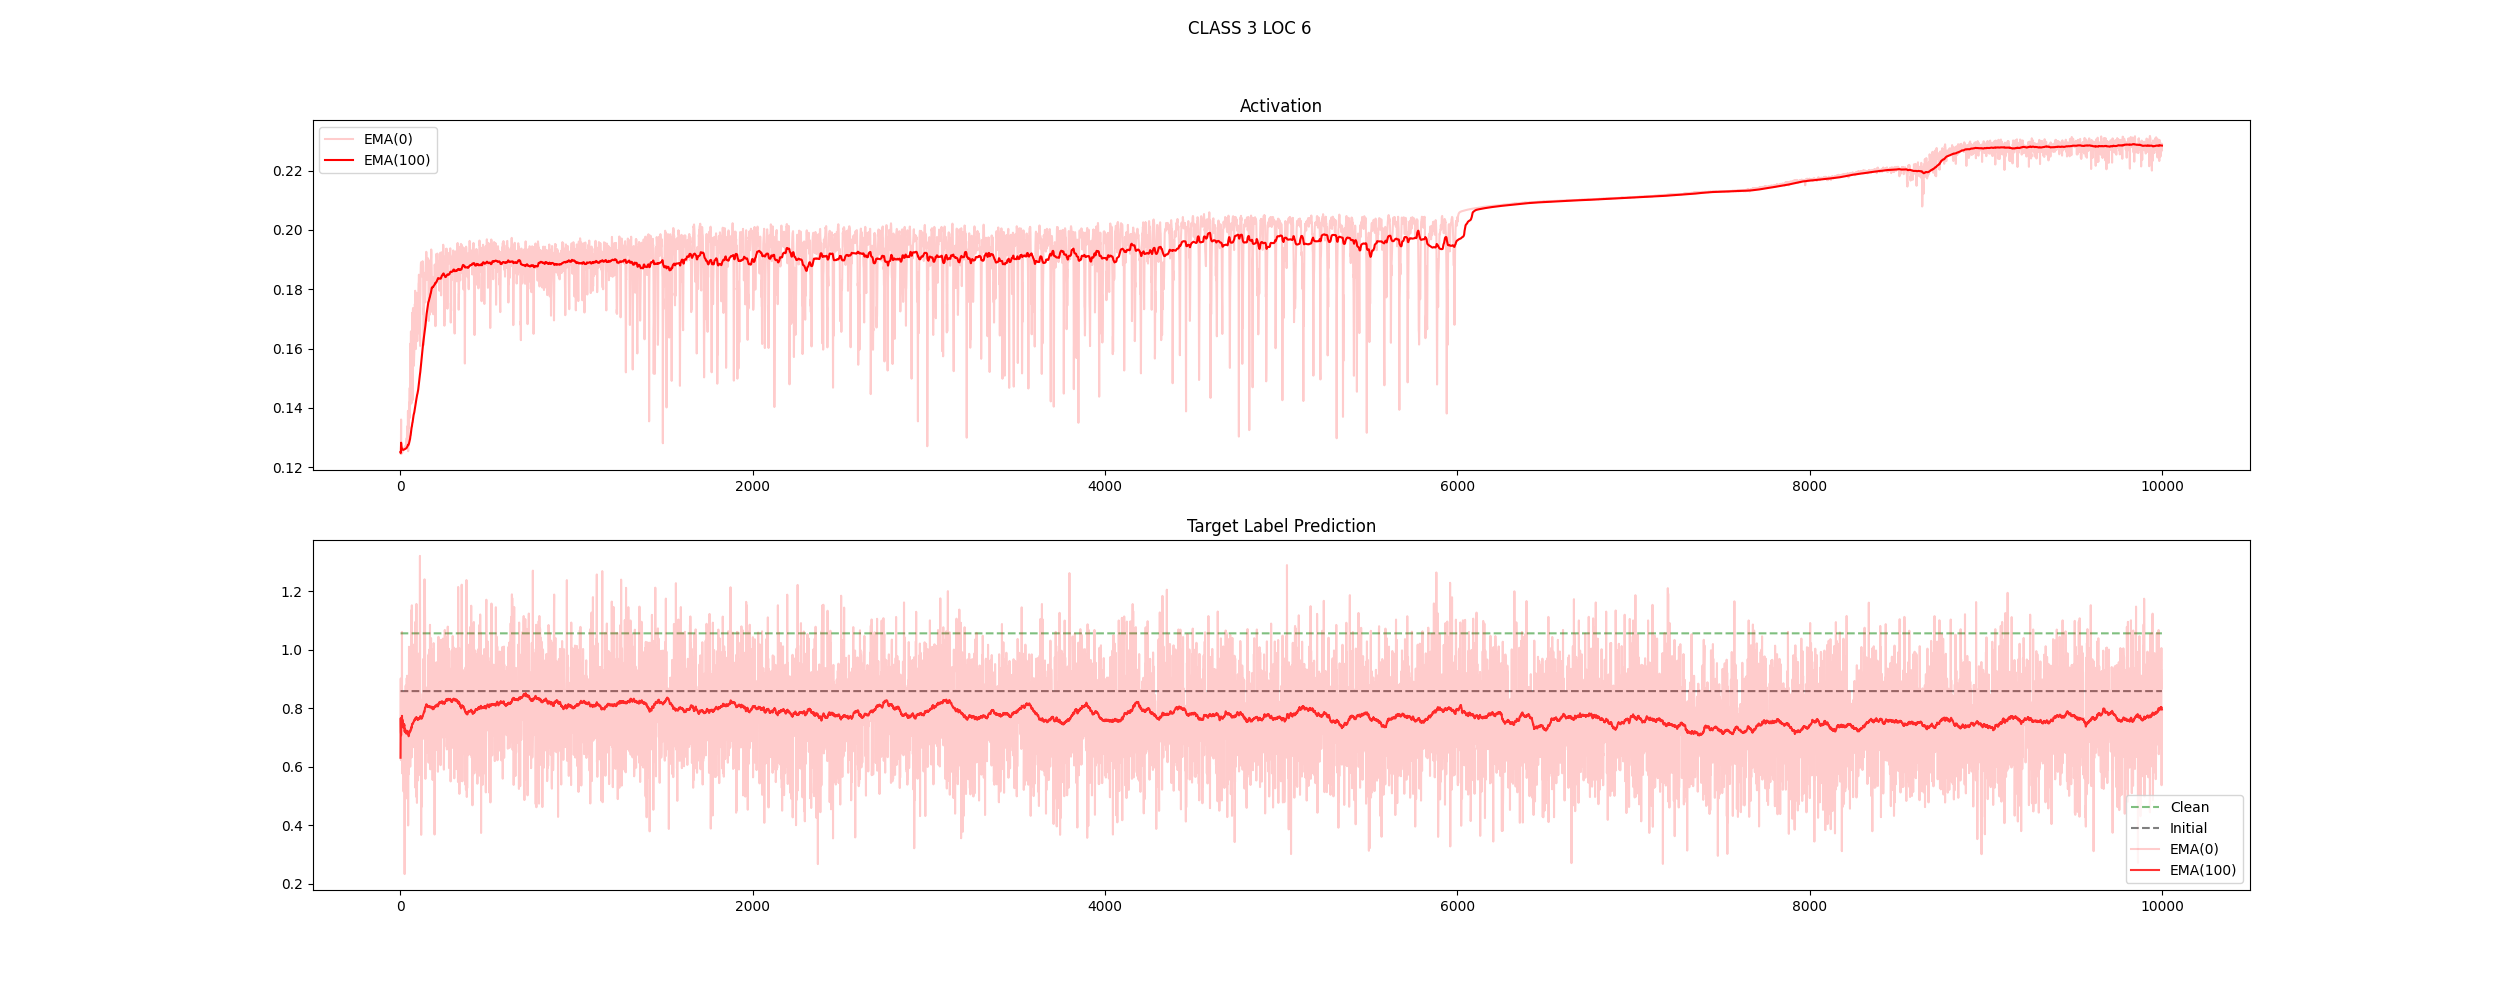 CLASS 3 LOC 6
Activation
EMA(0)
EMA(100)
0.22
0.20
0.18
0.16
0.14
0.12
0 2000 4000 6000 8000 10000
Target Label Prediction
1.2
1.0
0.8
0.6
0.4
0.2
Clean
Initial
EMA(0)
EMA(100)
0 2000 4000 6000 8000 10000